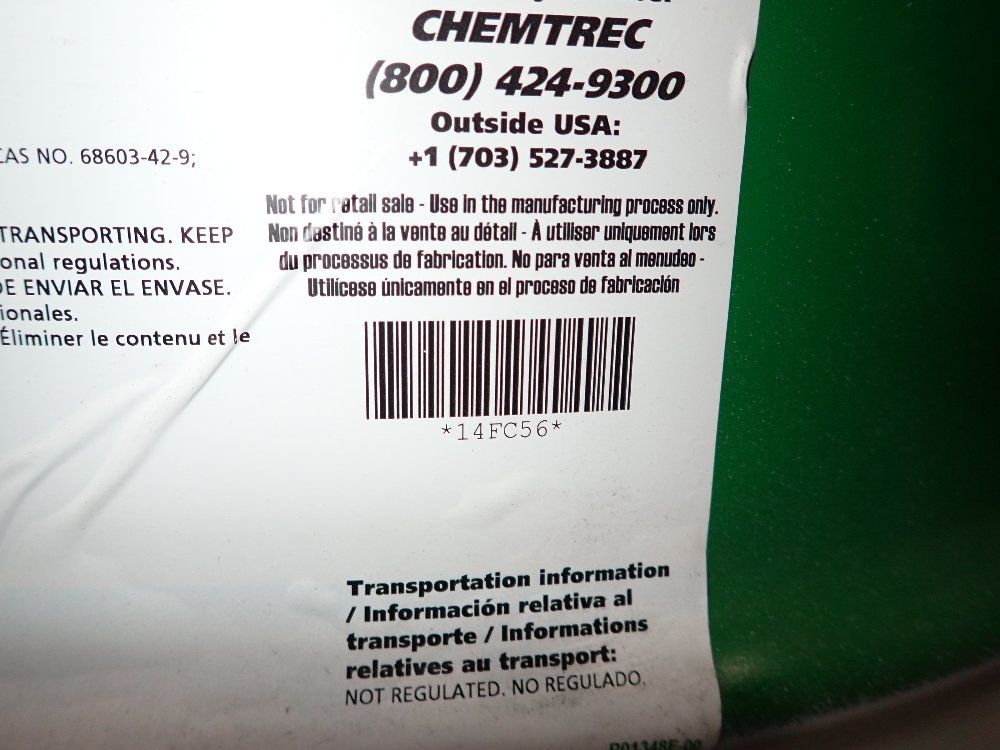 CHEMTREC
(800) 424-9300
Outside USA:
+1 (703) 527-3887
CAS NO. 68603-42-9;
Not for retail sale - Use in the manufacturing process only.
Non destiné à la vente au détail - À utiliser uniquement lors
du processus de fabrication. No para venta al menudeo -
Utilícese únicamente en el proceso de fabricación
TRANSPORTING. KEEP
onal regulations.
DE ENVIAR EL ENVASE.
ionales.
Éliminer le contenu et le
*14FC56*
Transportation information
/ Información relativa al
transporte / Informations
relatives au transport:
NOT REGULATED. NO REGULADO.